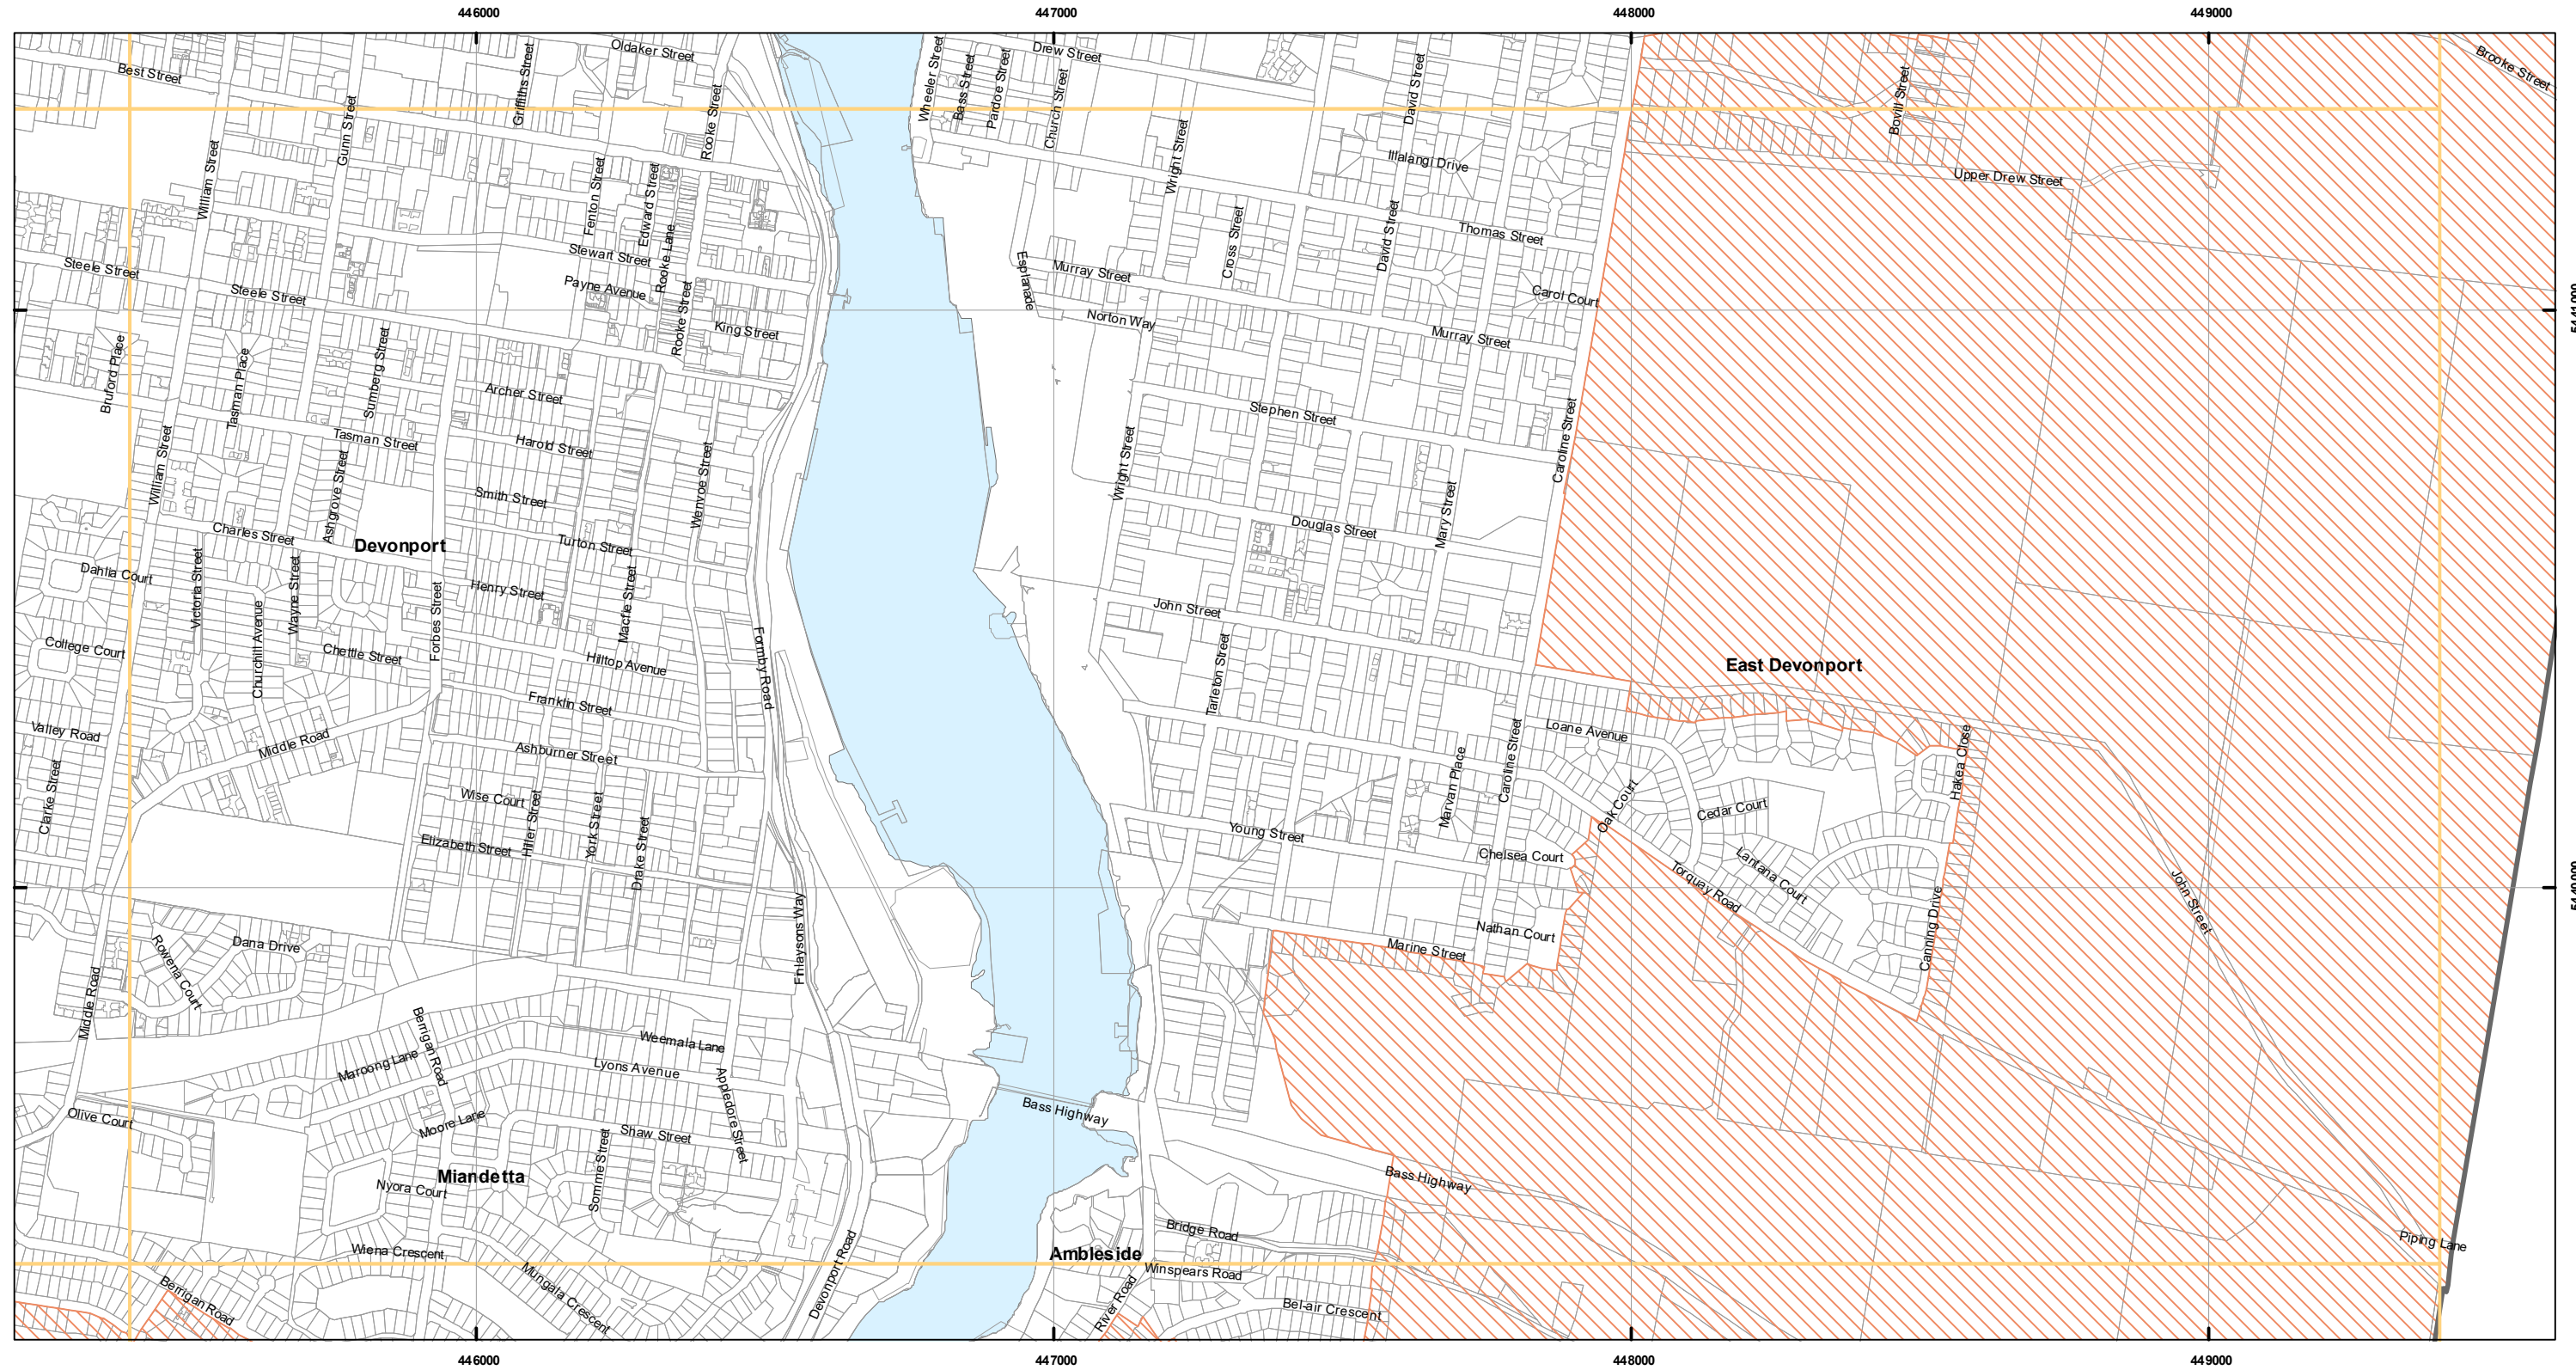 446000
447000
448000
449000
Oldaker Street
Drew Street
Brooke Street
Best Street
Griffiths Street
Wheeler Street
Bass Street
Pardoe Street
Church Street
David Street
Bovill Street
Rooke Street
Gunn Street
William Street
Wright Street
Illalangi Drive
Upper Drew Street
Fenton Street
Edward Street
Rooke Lane
Stewart Street
Thomas Street
David Street
Cross Street
Steele Street
Steele Street
Payne Avenue
Rooke Street
King Street
Esplanade
Murray Street
Norton Way
Carol Court
Murray Street
Bruford Place
Tasman Place
Sumberg Street
Archer Street
Stephen Street
Caroline Street
Tasman Street
Harold Street
William Street
Ashgrove Street
Smith Street
Wenvoe Street
Wright Street
Mary Street
Charles Street
Devonport
Turton Street
Douglas Street
Dahlia Court
Victoria Street
Wayne Street
Churchill Avenue
Forbes Street
Henry Street
Macfie Street
John Street
College Court
Chettle Street
Hilltop Avenue
Formby Road
Tarleton Street
East Devonport
Franklin Street
Valley Road
Middle Road
Ashburner Street
Loane Avenue
Caroline Street
Marvan Place
Hakea Close
Clarke Street
Wise Court
Hiller Street
York Street
Drake Street
Elizabeth Street
Young Street
Oak Court
Cedar Court
Chelsea Court
Lantana Court
Torquay Road
John Street
Canning Drive
Finlaysons Way
Nathan Court
Marine Street
Rowena Court
Dana Drive
Middle Road
Berrigan Road
Maroong Lane
Weemala Lane
Lyons Avenue
Appledore Street
Olive Court
Moore Lane
Shaw Street
Somme Street
Bass Highway
Bass Highway
Miandetta
Nyora Court
Wiena Crescent
Bridge Road
Ambleside
Winspears Road
Piping Lane
Berrigan Road
Mungala Crescent
Devonport Road
River Road
Bel-air Crescent
446000
447000
448000
449000